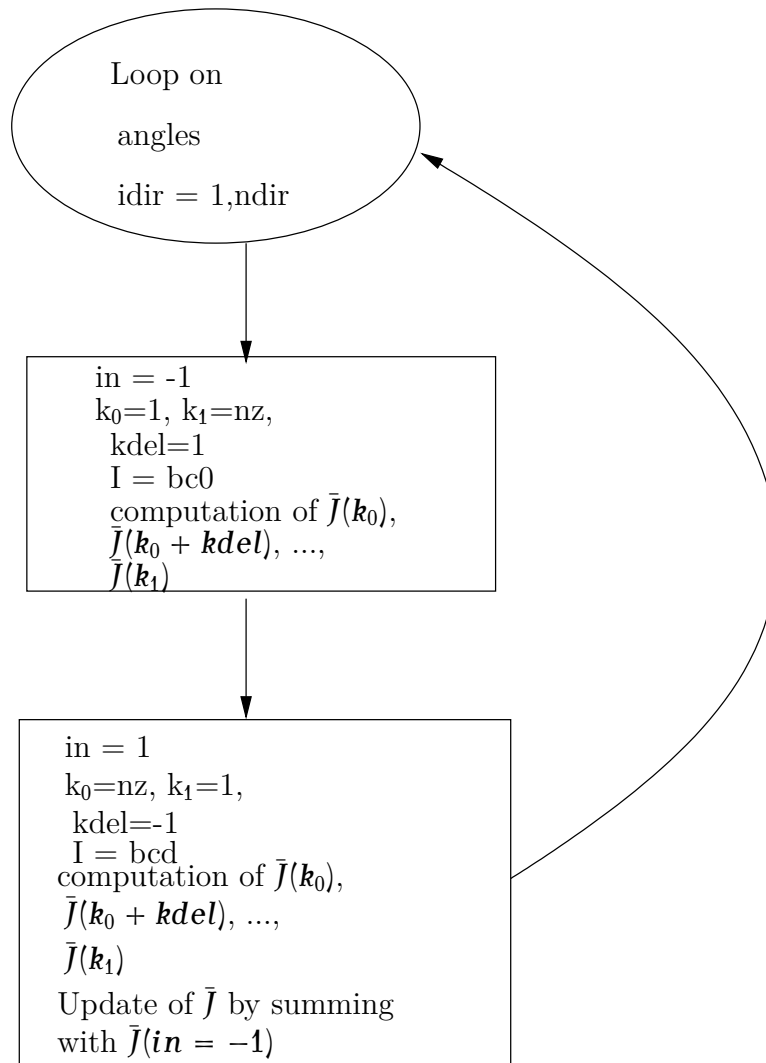 Loop on
angles
idir = 1,ndir
in = -1
k₀=1, k₁=nz,
kdel=1
I = bc0
computation of J̄(k₀),
J̄(k₀ + kdel), ...,
J̄(k₁)
in = 1
k₀=nz, k₁=1,
kdel=-1
I = bcd
computation of J̄(k₀),
J̄(k₀ + kdel), ...,
J̄(k₁)
Update of J̄ by summing
with J̄(in = −1)